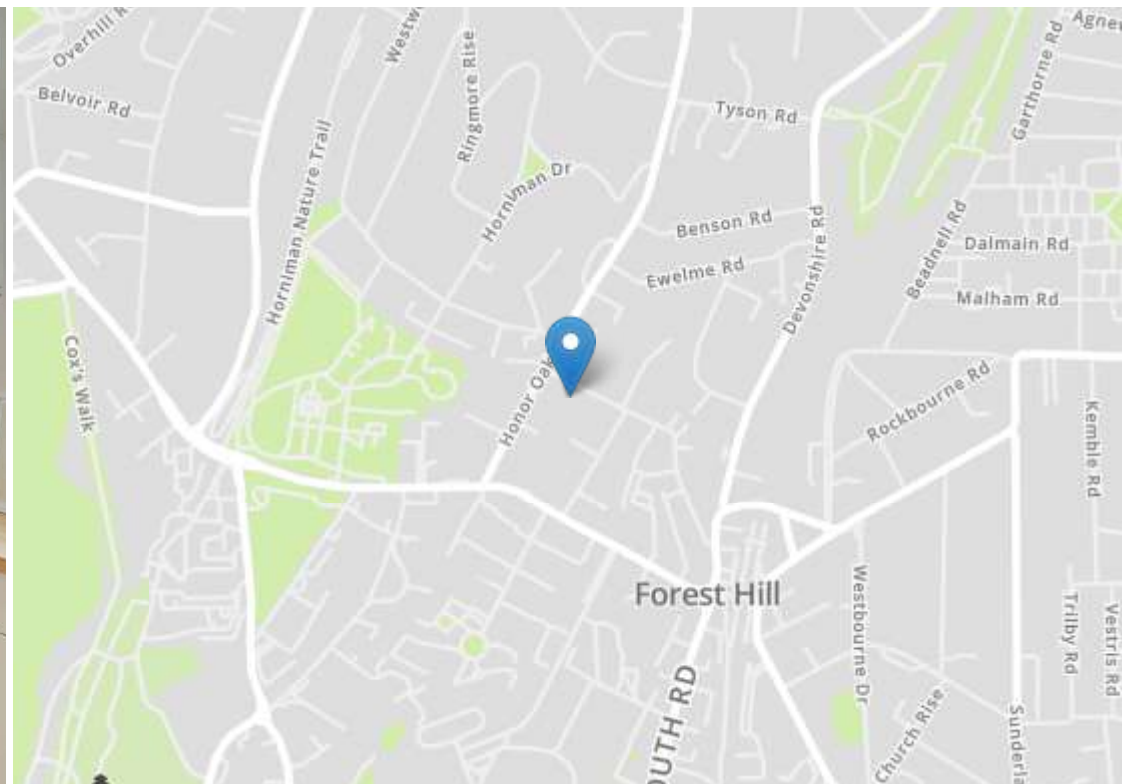 Overhill R
Westw
Agnew
Belvoir Rd
Ringmore Rise
Tyson Rd
Garthorne Rd
Horniman Nature Trail
Horniman Dr
Benson Rd
Dalmain Rd
Ewelme Rd
Devonshire Rd
Beadnell Rd
Malham Rd
Cox's Walk
Honor Oak
Rockbourne Rd
Kemble Rd
Forest Hill
Westbourne Dr
Trilby Rd
Vestris Rd
OUTH RD
Church Rise
Sunderla